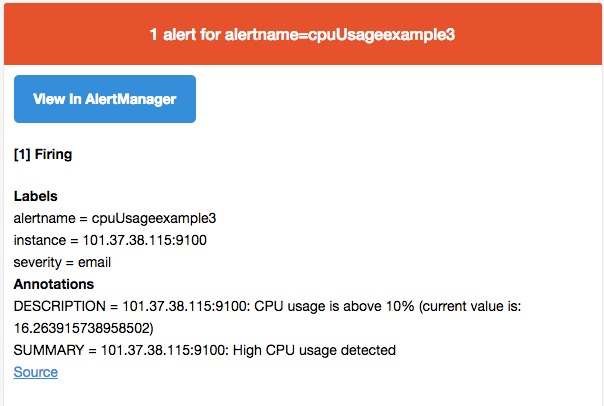 1 alert for alertname=cpuUsageexample3
View In AlertManager
[1] Firing
Labels
alertname = cpuUsageexample3
instance = 101.37.38.115:9100
severity = email
Annotations
DESCRIPTION = 101.37.38.115:9100: CPU usage is above 10% (current value is:
16.263915738958502)
SUMMARY = 101.37.38.115:9100: High CPU usage detected
Source